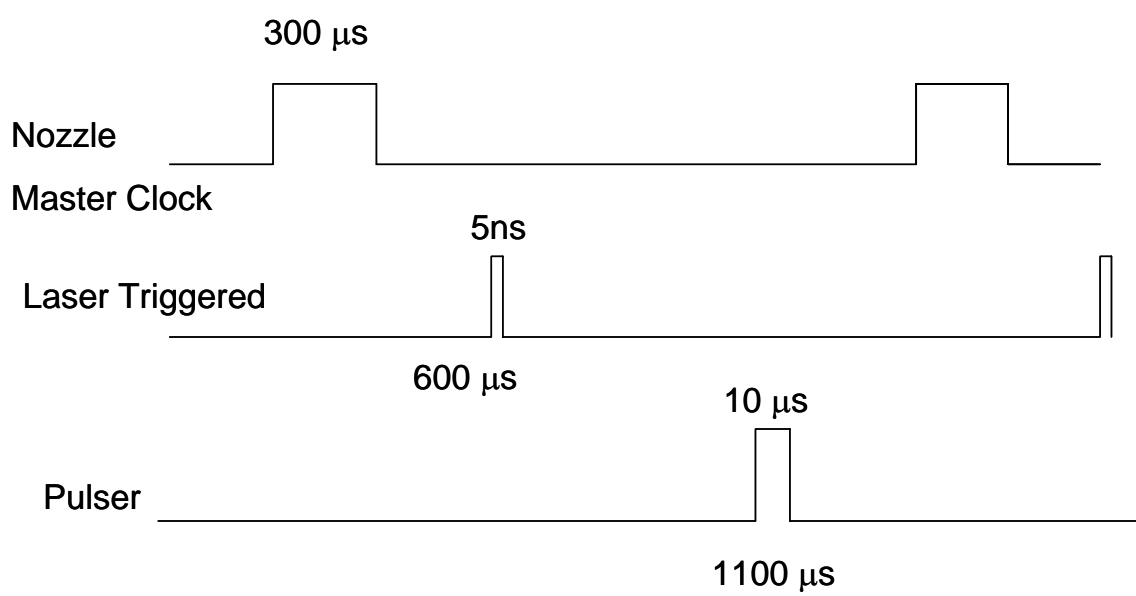 300 μs
Nozzle
Master Clock
5ns
Laser Triggered
600 μs
10 μs
Pulser
1100 μs